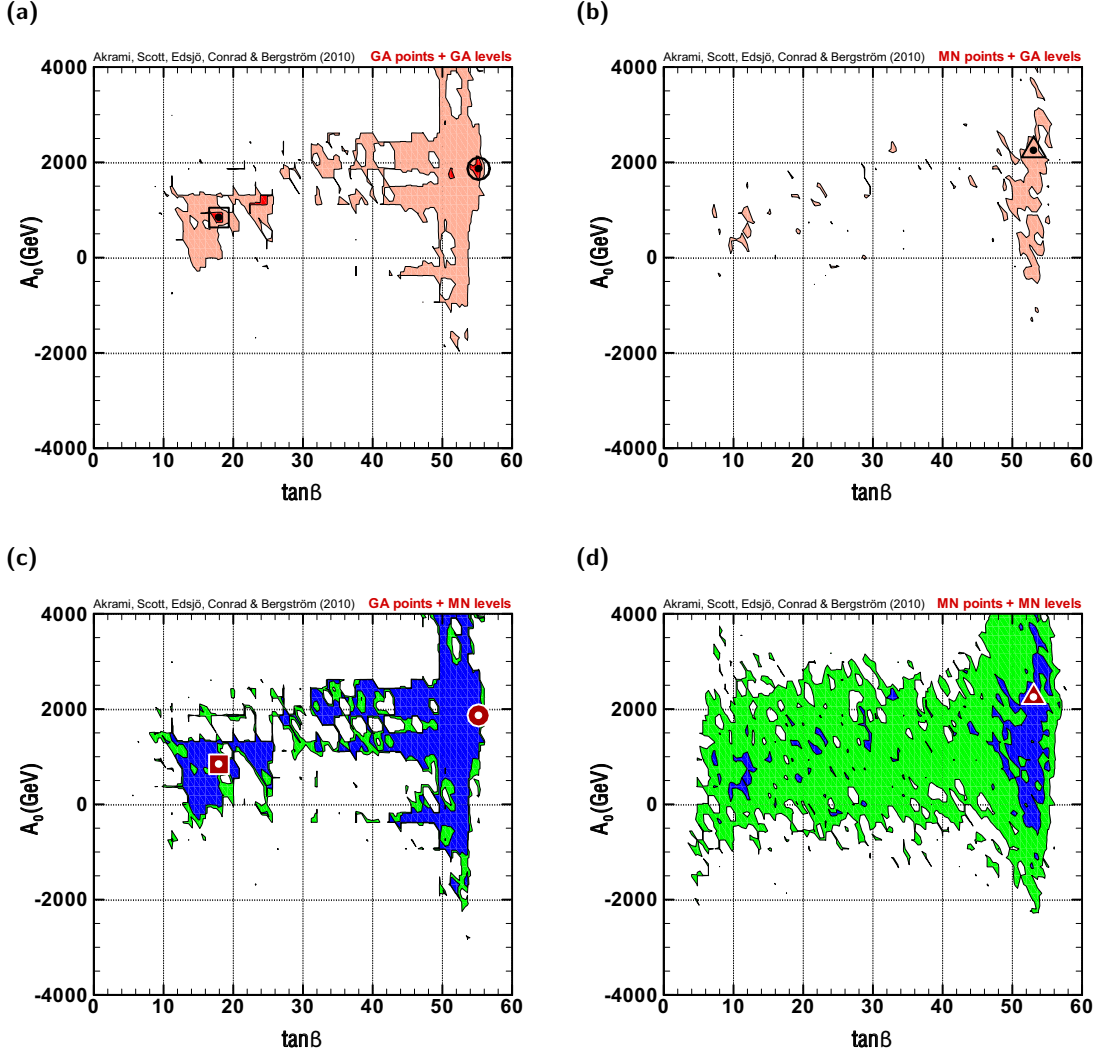 (a)
(b)
Akrami, Scott, Edsjö, Conrad & Bergström (2010) GA points + GA levels
Akrami, Scott, Edsjö, Conrad & Bergström (2010) MN points + GA levels
4000
2000
0
-2000
-4000
A₀(GeV)
0 10 20 30 40 50 60
tanβ
4000
2000
0
-2000
-4000
A₀(GeV)
0 10 20 30 40 50 60
tanβ
(c)
(d)
Akrami, Scott, Edsjö, Conrad & Bergström (2010) GA points + MN levels
Akrami, Scott, Edsjö, Conrad & Bergström (2010) MN points + MN levels
4000
2000
0
-2000
-4000
A₀(GeV)
0 10 20 30 40 50 60
tanβ
4000
2000
0
-2000
-4000
A₀(GeV)
0 10 20 30 40 50 60
tanβ